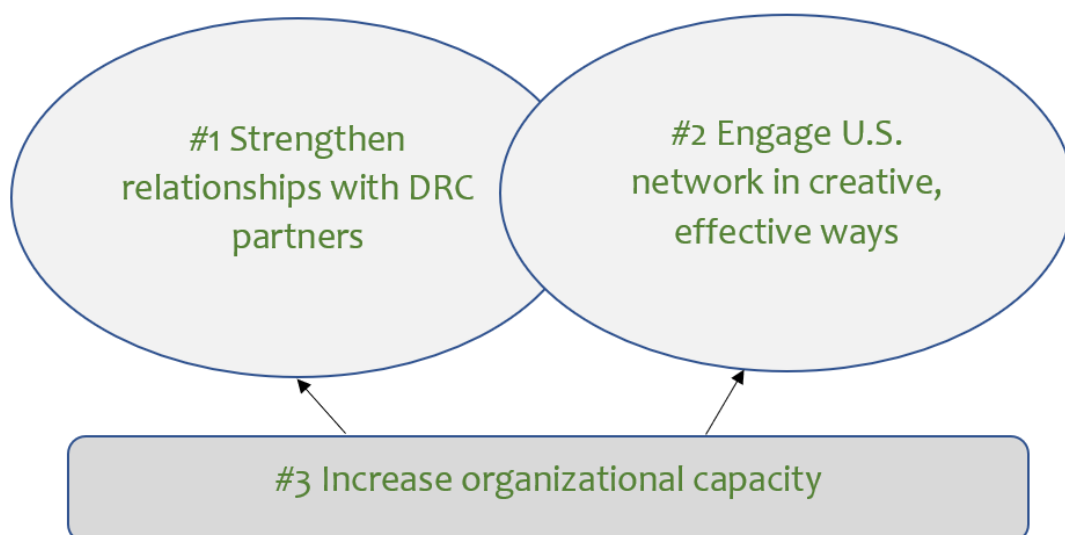 #1 Strengthen
relationships with DRC
partners
#2 Engage U.S.
network in creative,
effective ways
#3 Increase organizational capacity